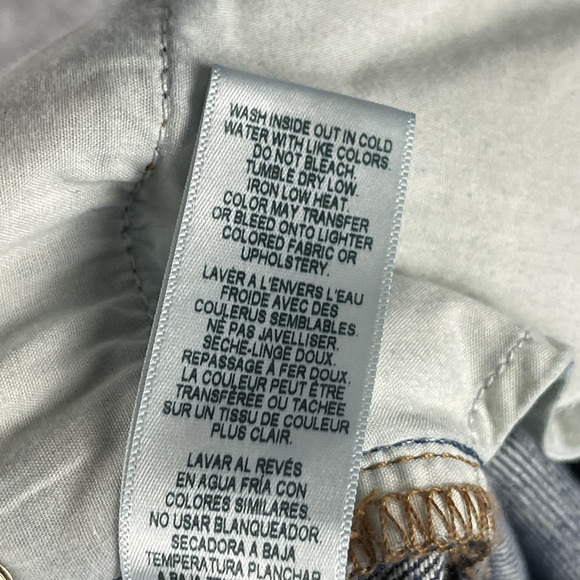 WASH INSIDE OUT IN COLD
WATER WITH LIKE COLORS.
DO NOT BLEACH.
TUMBLE DRY LOW.
IRON LOW HEAT.
COLOR MAY TRANSFER
OR BLEED ONTO LIGHTER
COLORED FABRIC OR
UPHOLSTERY.
LAVER A L'ENVERS L'EAU
FROIDE AVEC DES
COULERUS SEMBLABLES.
NE PAS JAVELLISER.
SECHE-LINGE DOUX.
REPASSAGE À FER DOUX.
LA COULEUR PEUT ÊTRE
TRANSFÉRÉE OU TACHÉE
SUR UN TISSU DE COULEUR
PLUS CLAIR.
LAVAR AL REVÉS
EN AGUA FRÍA CON
COLORES SIMILARES.
NO USAR BLANQUEADOR
SECADORA A BAJA
TEMPERATURA PLANCHAR
A BAJA